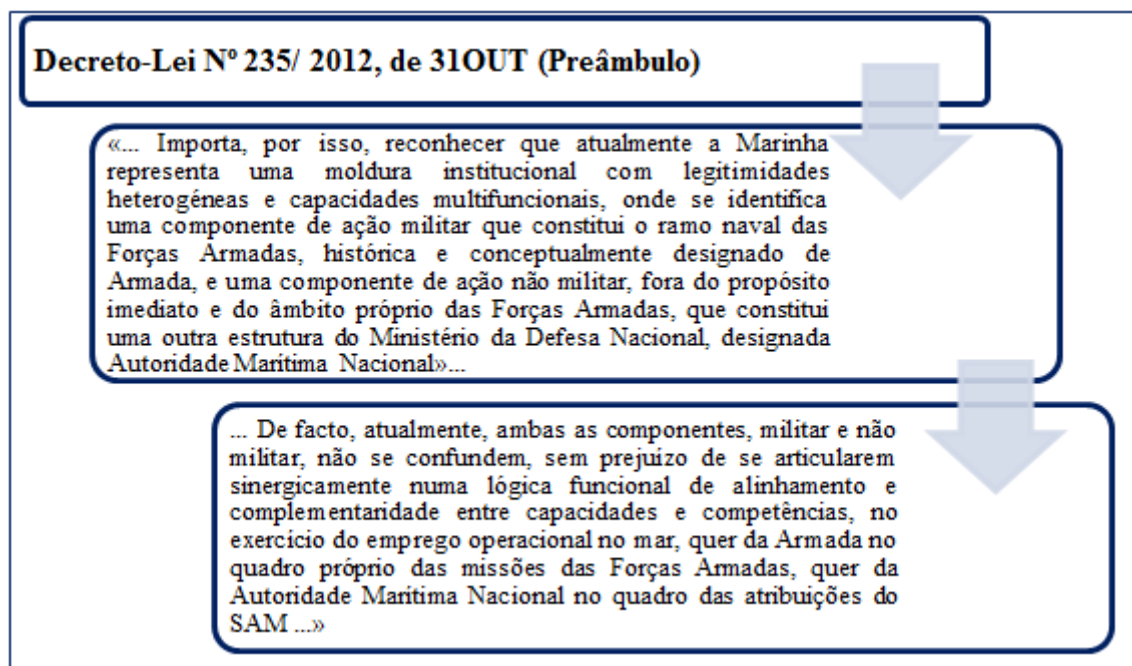 Decreto-Lei Nº 235/ 2012, de 31OUT (Preâmbulo)
«... Importa, por isso, reconhecer que atualmente a Marinha
representa uma moldura institucional com legitimidades
heterogéneas e capacidades multifuncionais, onde se identifica
uma componente de ação militar que constitui o ramo naval das
Forças Armadas, histórica e conceptualmente designado de
Armada, e uma componente de ação não militar, fora do propósito
imediato e do âmbito próprio das Forças Armadas, que constitui
uma outra estrutura do Ministério da Defesa Nacional, designada
Autoridade Marítima Nacional»...
... De facto, atualmente, ambas as componentes, militar e não
militar, não se confundem, sem prejuízo de se articularem
sinergicamente numa lógica funcional de alinhamento e
complementaridade entre capacidades e competências, no
exercício do emprego operacional no mar, quer da Armada no
quadro próprio das missões das Forças Armadas, quer da
Autoridade Marítima Nacional no quadro das atribuições do
SAM ...»